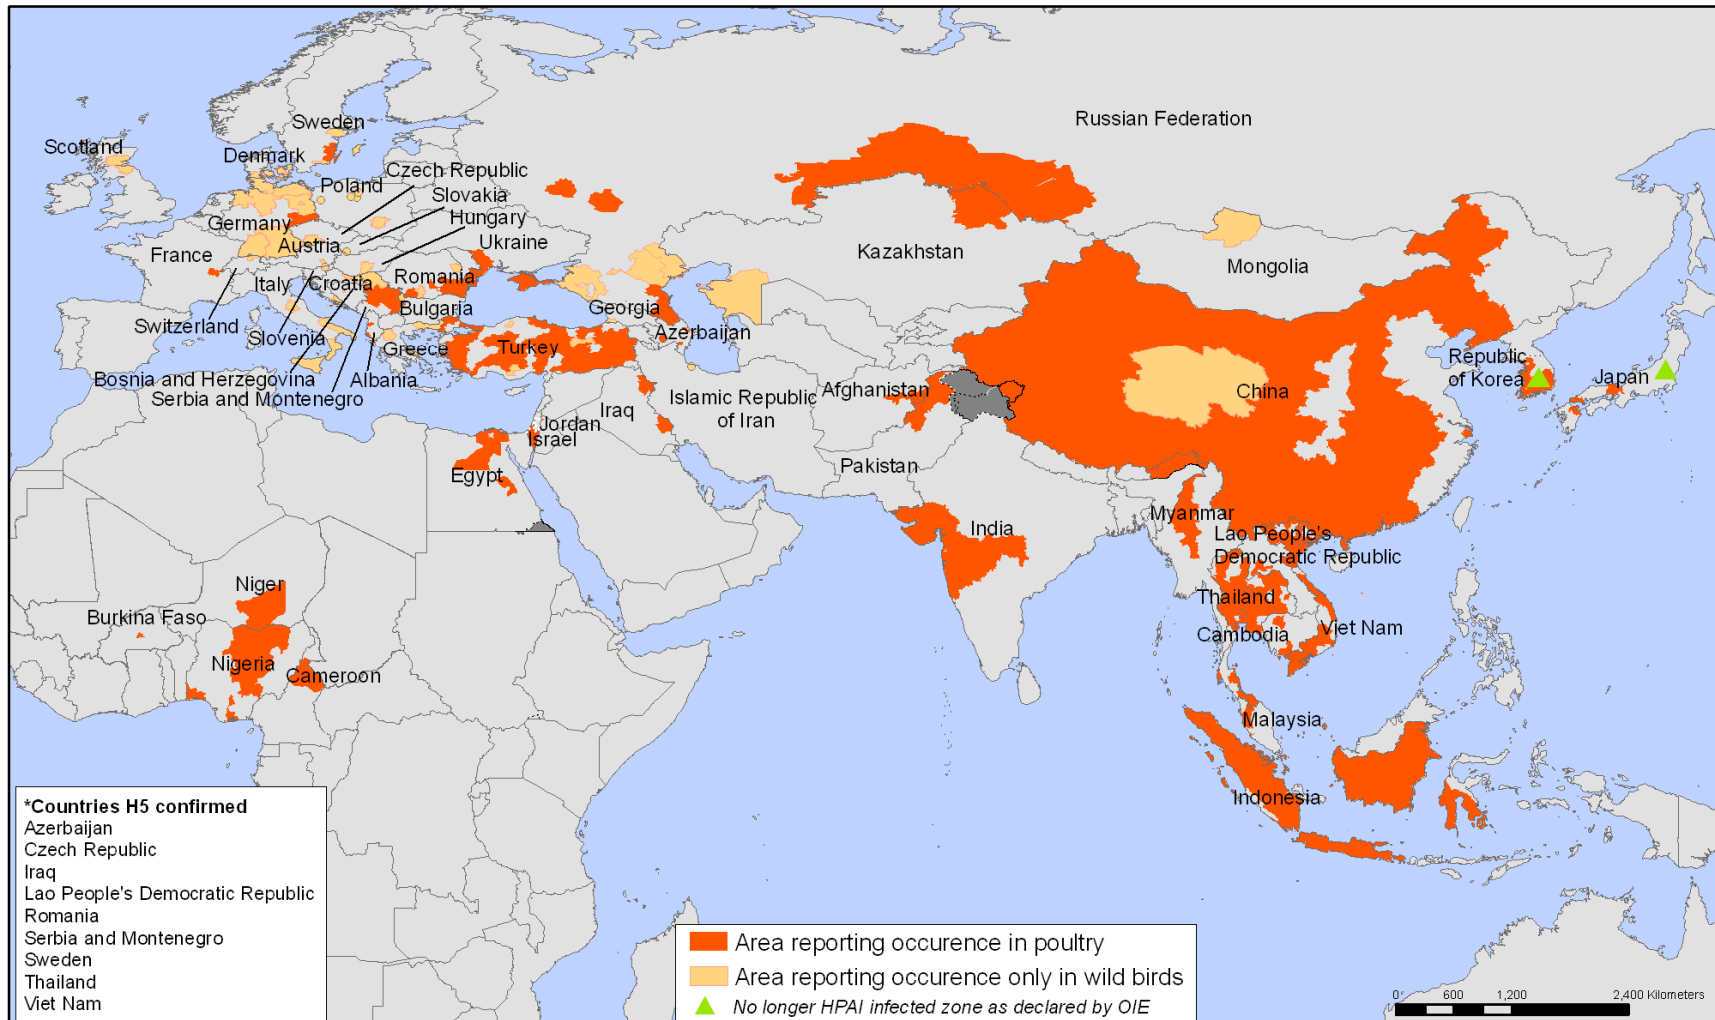 Russian Federation
Sweden
Scotland
Denmark
Czech Republic
Poland
Slovakia
Hungary
Germany
Austria
Ukraine
France
Kazakhstan
Mongolia
Romania
Italy
Croatia
Georgia
Bulgaria
Switzerland
Slovenia
Azerbaijan
Greece
Turkey
Bosnia and Herzegovina
Albania
Serbia and Montenegro
Republic
of Korea
Japan
China
Afghanistan
Islamic Republic
of Iran
Iraq
Jordan
Israel
Egypt
Pakistan
India
Myanmar
Lao People's
Democratic Republic
Niger
Burkina Faso
Thailand
Viet Nam
Cambodia
Nigeria
Cameroon
Malaysia
Indonesia
*Countries H5 confirmed
Azerbaijan
Czech Republic
Iraq
Lao People's Democratic Republic
Romania
Serbia and Montenegro
Sweden
Thailand
Viet Nam
Area reporting occurence in poultry
Area reporting occurence only in wild birds
No longer HPAI infected zone as declared by OIE
0 600 1,200 2,400 Kilometers